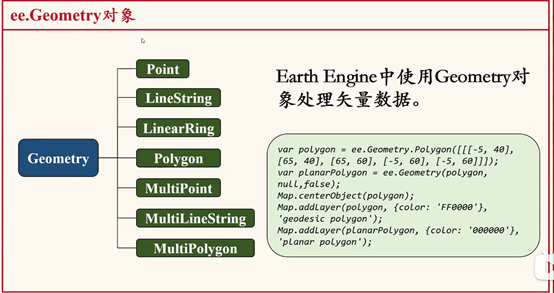 ee.Geometry对象
Point
LineString
LinearRing
Geometry
Polygon
MultiPoint
MultiLineString
MultiPolygon
Earth Engine中使用Geometry对
象处理矢量数据。
var polygon = ee.Geometry.Polygon([[[-5, 40],
[65, 40], [65, 60], [-5, 60], [-5, 60]]]);
var planarPolygon = ee.Geometry(polygon,
null,false);
Map.centerObject(polygon);
Map.addLayer(polygon, {color: 'FF0000'},
'geodesic polygon');
Map.addLayer(planarPolygon, {color: '000000'},
'planar polygon');